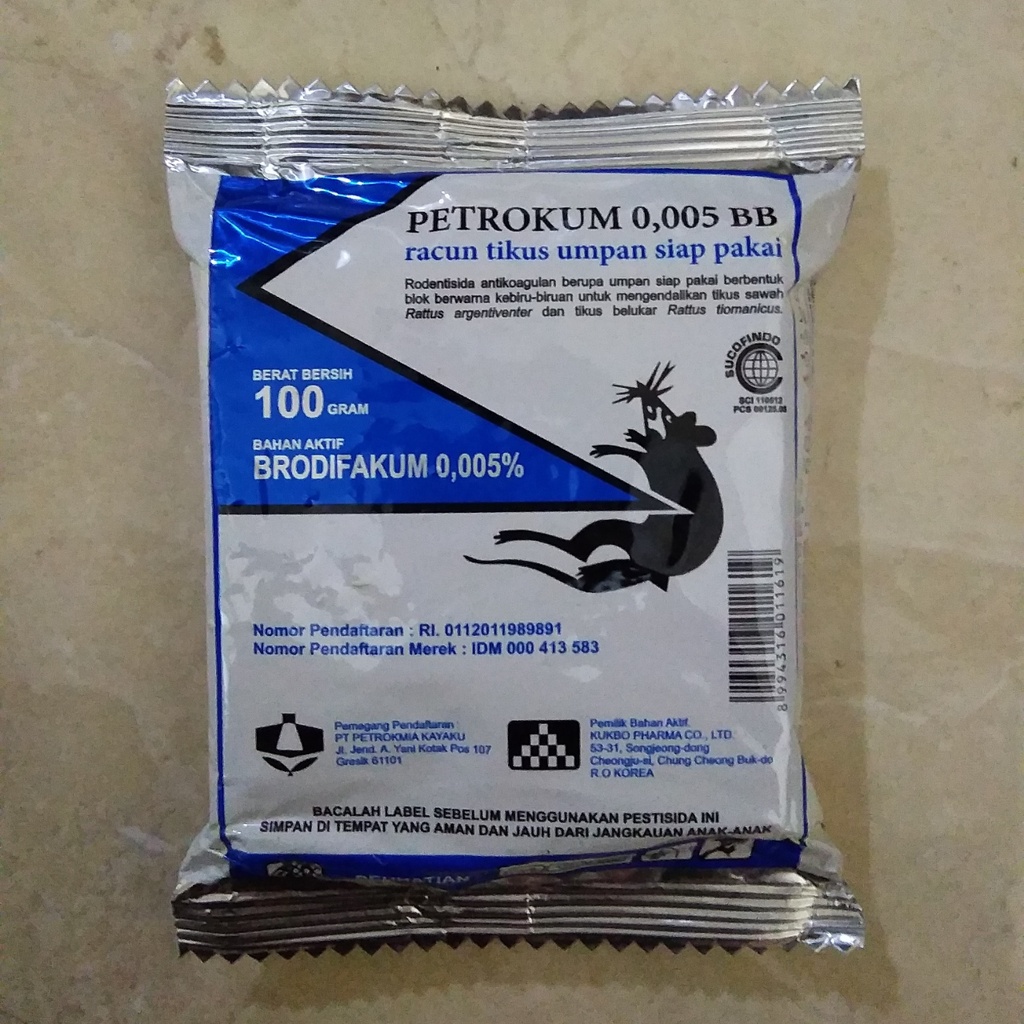 PETROKUM 0,005 BB
racun tikus umpan siap pakai
Rodentisida antikoagulan berupa umpan siap pakai berbentuk
blok berwarna kebiru-biruan untuk mengendalikan tikus sawah
Rattus argentiventer dan tikus belukar Rattus tiomanicus.
SUCOFINDO
SCI 110512
BERAT BERSIH
100 GRAM
BAHAN AKTIF
BRODIFAKUM 0,005%
8994316011619
Nomor Pendaftaran : RI. 0112011989891
Nomor Pendaftaran Merek : IDM 000 413 583
Pemegang Pendaftaran :
PT PETROKMIA KAYAKU
Jl. Jend. A. Yani Kotak Pos 107
Gresik 61101
Pemilik Bahan Aktif.
KUKBO PHARMA CO., LTD.
53-31, Songjeong-dong
Cheongju-si, Chung Cheong Buk-do
R.O KOREA
BACALAH LABEL SEBELUM MENGGUNAKAN PESTISIDA INI
SIMPAN DI TEMPAT YANG AMAN DAN JAUH DARI JANGKAUAN ANAK-ANAK